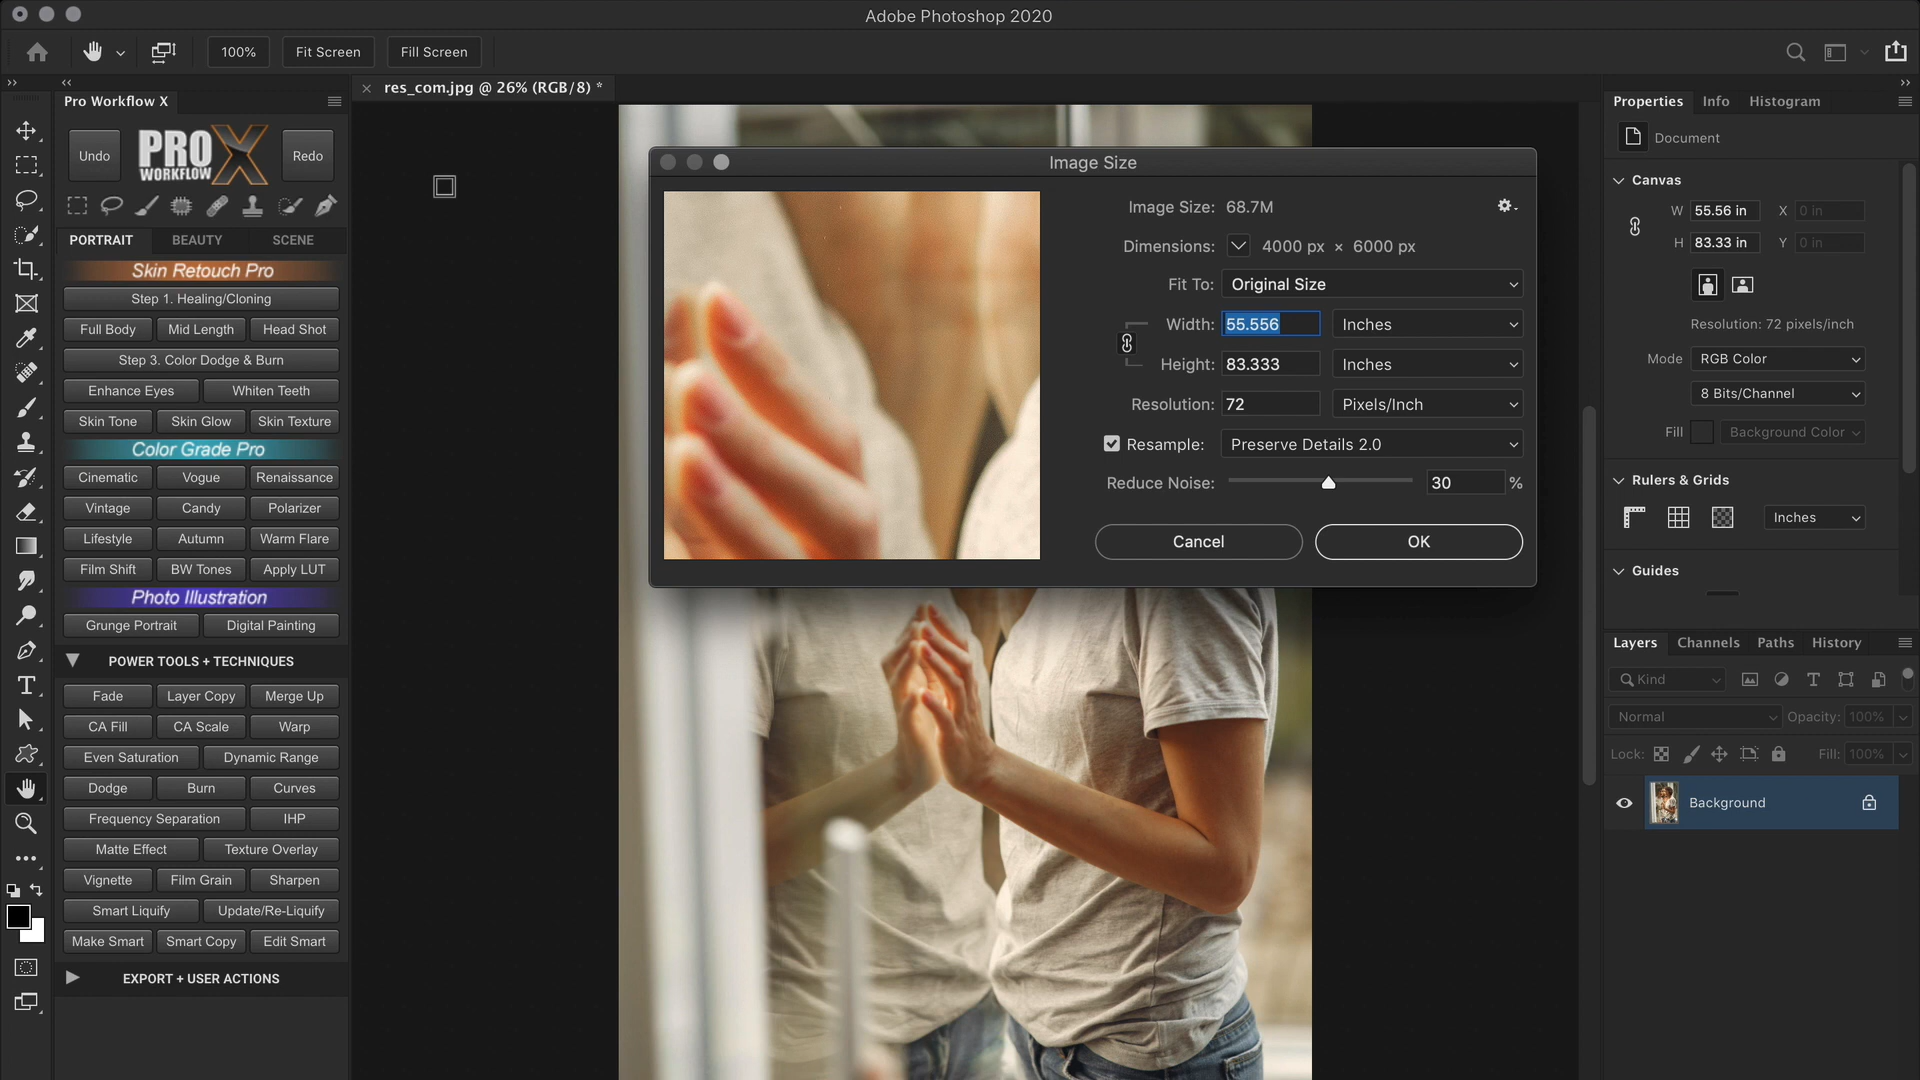 Adobe Photoshop 2020
100%
Fit Screen
Fill Screen
Pro Workflow X
Undo
PRO X
WORKFLOW
Redo
PORTRAIT
BEAUTY
SCENE
Skin Retouch Pro
Step 1. Healing/Cloning
Full Body
Mid Length
Head Shot
Step 3. Color Dodge & Burn
Enhance Eyes
Whiten Teeth
Skin Tone
Skin Glow
Skin Texture
Color Grade Pro
Cinematic
Vogue
Renaissance
Vintage
Candy
Polarizer
Lifestyle
Autumn
Warm Flare
Film Shift
BW Tones
Apply LUT
Photo Illustration
Grunge Portrait
Digital Painting
POWER TOOLS + TECHNIQUES
Fade
Layer Copy
Merge Up
CA Fill
CA Scale
Warp
Even Saturation
Dynamic Range
Dodge
Burn
Curves
Frequency Separation
IHP
Matte Effect
Texture Overlay
Vignette
Film Grain
Sharpen
Smart Liquify
Update/Re-Liquify
Make Smart
Smart Copy
Edit Smart
EXPORT + USER ACTIONS
res_com.jpg @ 26% (RGB/8) *
Image Size
Image Size: 68.7M
Dimensions: 4000 px × 6000 px
Fit To: Original Size
Width: 55.556 Inches
Height: 83.333 Inches
Resolution: 72 Pixels/Inch
Resample: Preserve Details 2.0
Reduce Noise: 30 %
Cancel
OK
Properties
Info
Histogram
Document
Canvas
W 55.56 in X 0 in
H 83.33 in Y 0 in
Resolution: 72 pixels/inch
Mode RGB Color
8 Bits/Channel
Fill Background Color
Rulers & Grids
Inches
Guides
Layers
Channels
Paths
History
Kind
Normal
Opacity: 100%
Lock:
Fill: 100%
Background